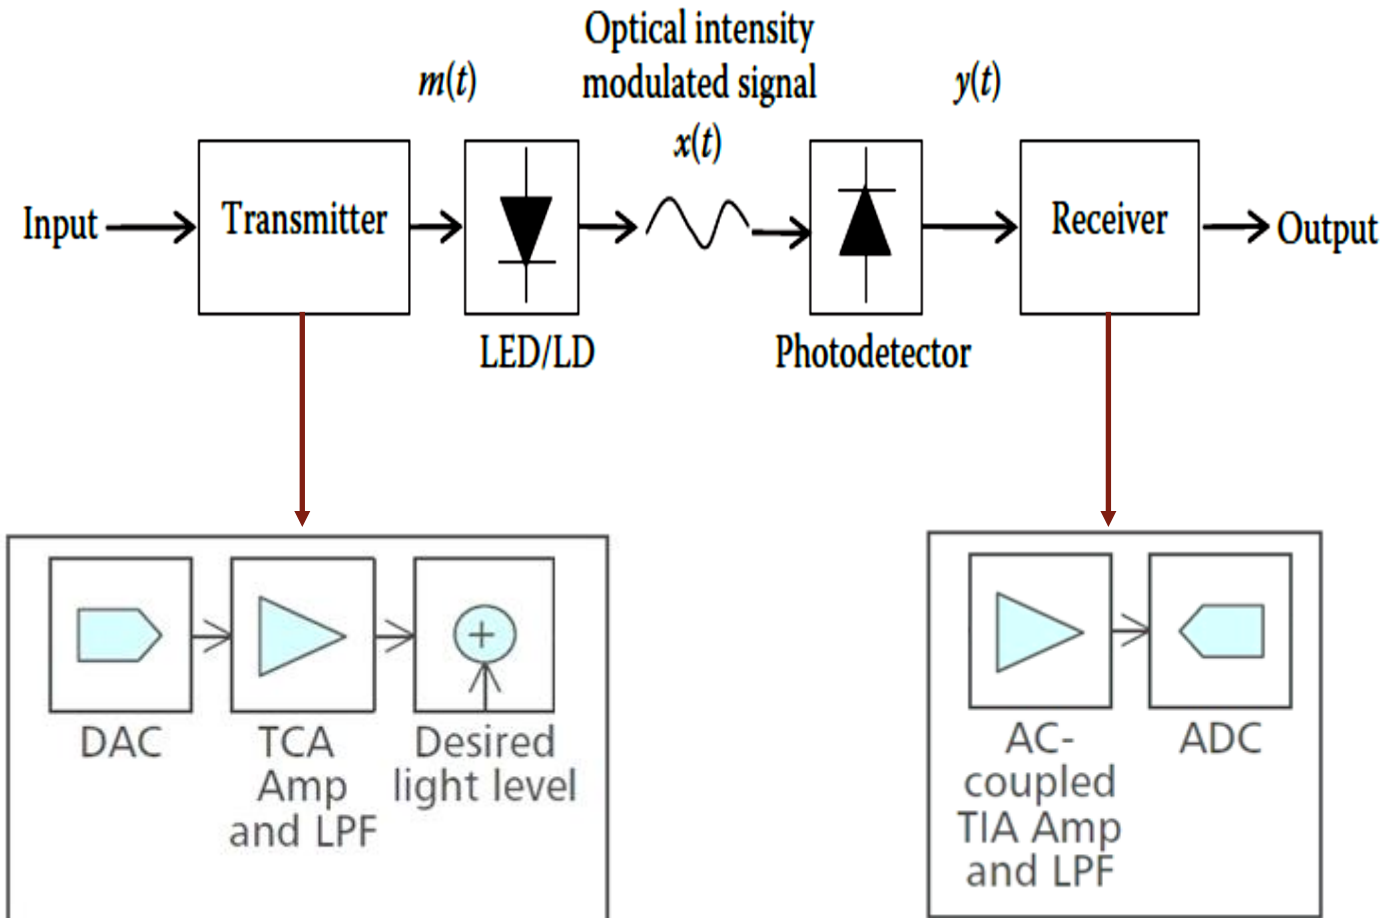 Optical intensity
modulated signal
m(t)
x(t)
y(t)
Input
Transmitter
Receiver
Output
LED/LD
Photodetector
DAC
TCA
Amp
and LPF
Desired
light level
+
AC-
coupled
TIA Amp
and LPF
ADC